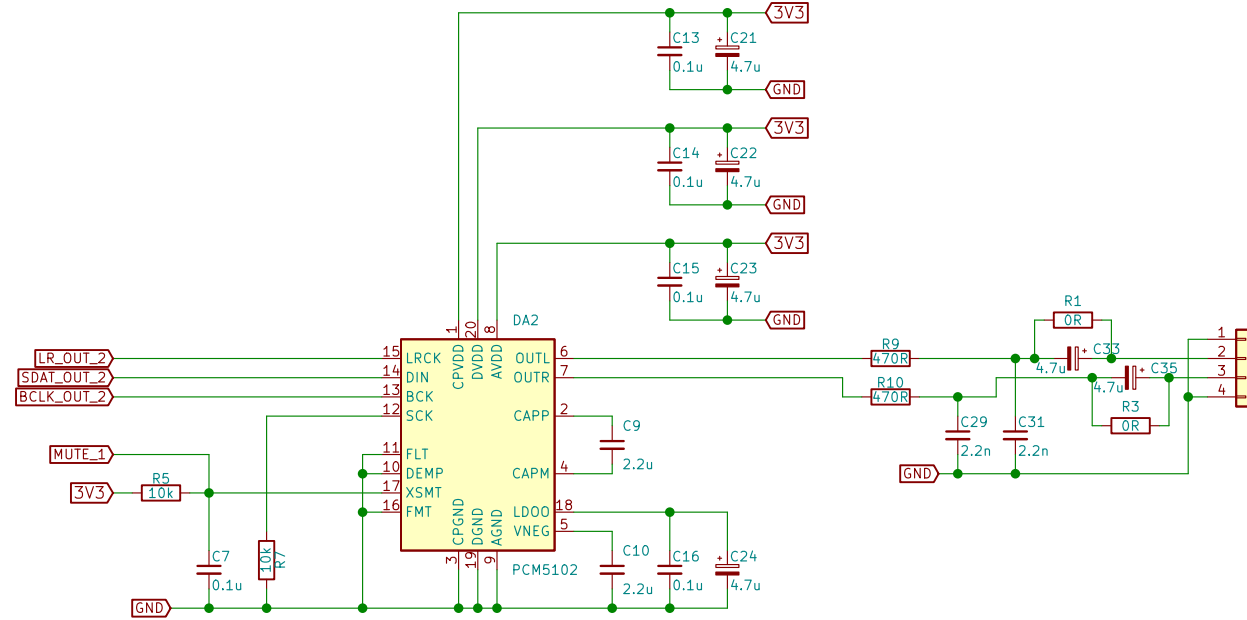 3V3
C13
+
C21
0.1u
4.7u
GND
3V3
C14
+
C22
0.1u
4.7u
GND
3V3
C15
+
C23
0.1u
4.7u
GND
DA2
1
20
8
CPVDD
DVDD
AVDD
LR_OUT_2
15
LRCK
OUTL
6
SDAT_OUT_2
14
DIN
OUTR
7
BCLK_OUT_2
13
BCK
12
SCK
CAPP
2
C9
2.2u
MUTE_1
11
FLT
10
DEMP
CAPM
4
3V3
R5
10k
17
XSMT
16
FMT
LDOO
18
VNEG
5
CPGND
DGND
AGND
3
19
9
PCM5102
C7
0.1u
10k
R7
C10
2.2u
C16
0.1u
+
C24
4.7u
GND
R9
470R
R10
470R
R1
0R
+
C33
4.7u
+
C35
4.7u
R3
0R
C29
2.2n
C31
2.2n
GND
1
2
3
4